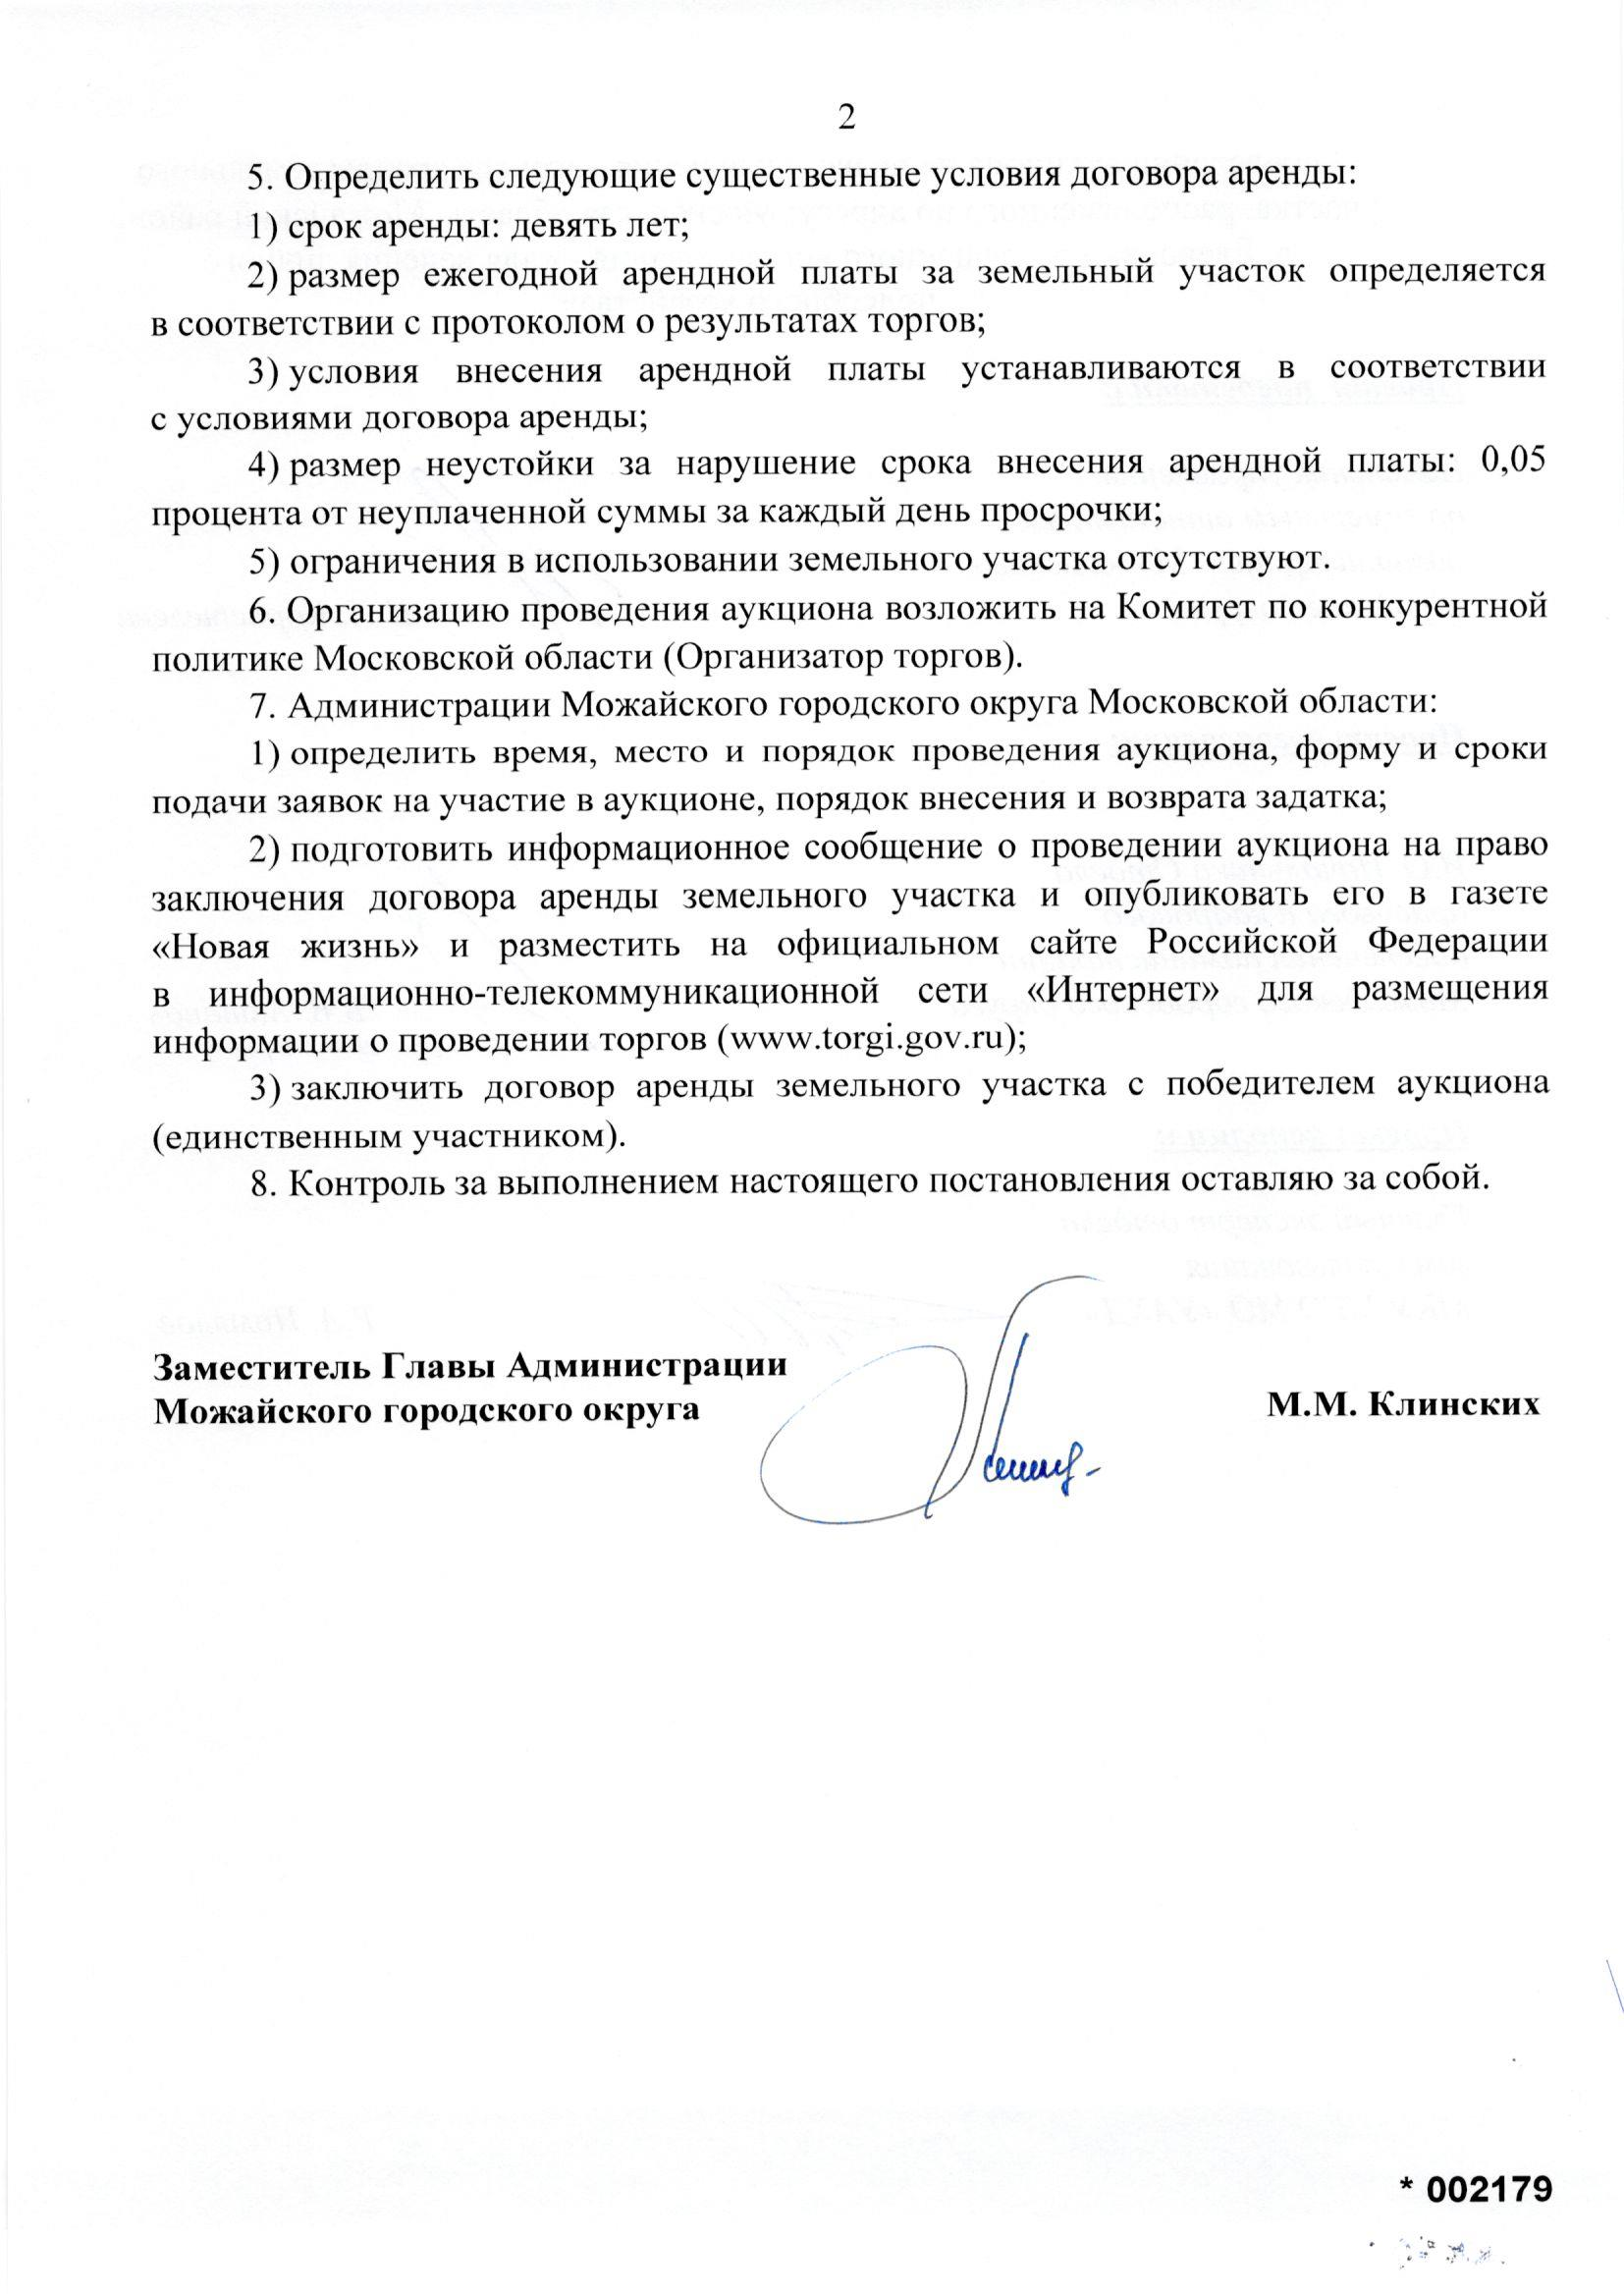 2
5. Определить следующие существенные условия договора аренды:
1) срок аренды: девять лет;
2) размер ежегодной арендной платы за земельный участок определяется
в соответствии с протоколом о результатах торгов;
3) условия внесения арендной платы устанавливаются в соответствии
с условиями договора аренды;
4) размер неустойки за нарушение срока внесения арендной платы: 0,05
процента от неуплаченной суммы за каждый день просрочки;
5) ограничения в использовании земельного участка отсутствуют.
6. Организацию проведения аукциона возложить на Комитет по конкурентной
политике Московской области (Организатор торгов).
7. Администрации Можайского городского округа Московской области:
1) определить время, место и порядок проведения аукциона, форму и сроки
подачи заявок на участие в аукционе, порядок внесения и возврата задатка;
2) подготовить информационное сообщение о проведении аукциона на право
заключения договора аренды земельного участка и опубликовать его в газете
«Новая жизнь» и разместить на официальном сайте Российской Федерации
в информационно-телекоммуникационной сети «Интернет» для размещения
информации о проведении торгов (www.torgi.gov.ru);
3) заключить договор аренды земельного участка с победителем аукциона
(единственным участником).
8. Контроль за выполнением настоящего постановления оставляю за собой.
Заместитель Главы Администрации
Можайского городского округа М.М. Клинских
* 002179